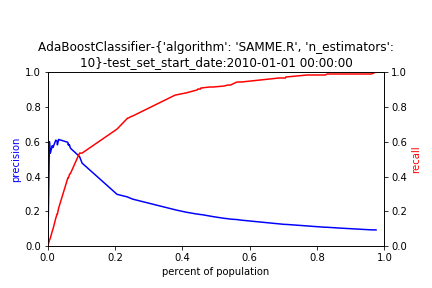 AdaBoostClassifier-{'algorithm': 'SAMME.R', 'n_estimators':
10}-test_set_start_date:2010-01-01 00:00:00
1.0 1.0
0.8 0.8
0.6 0.6
0.4 0.4
0.2 0.2
0.0 0.0
precision
recall
0.0 0.2 0.4 0.6 0.8 1.0
percent of population